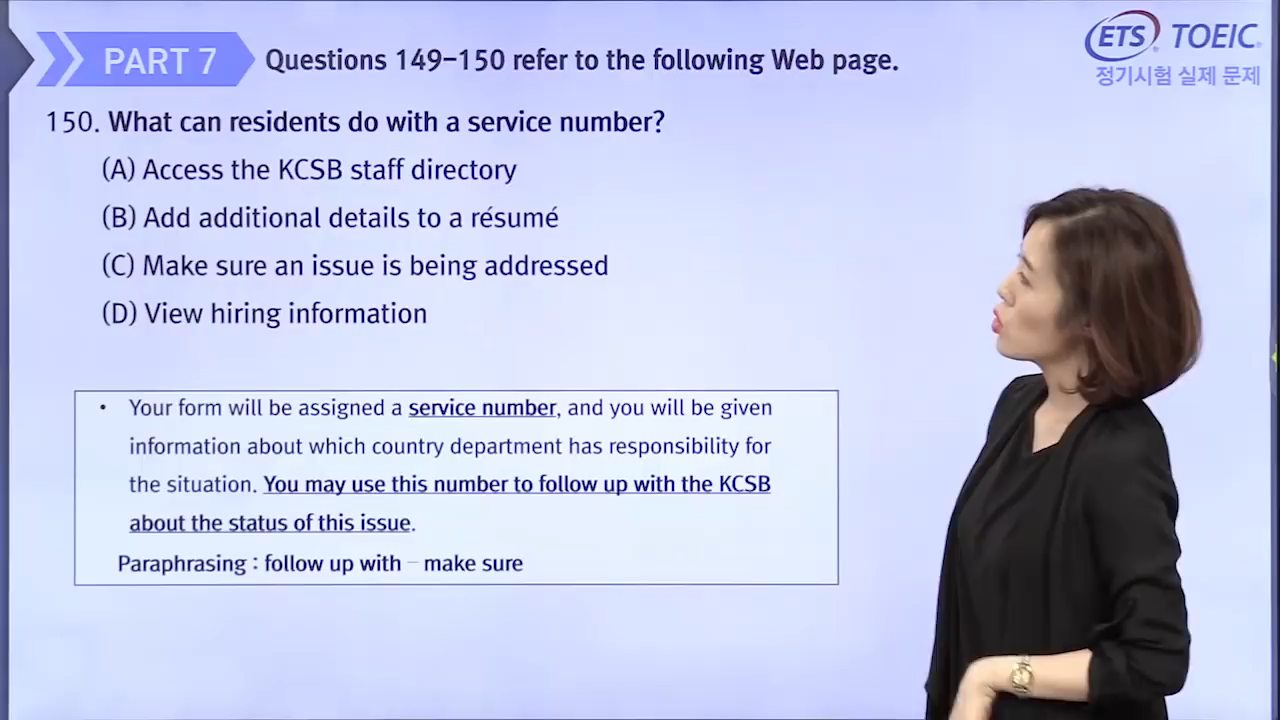 PART 7
Questions 149–150 refer to the following Web page.
ETS® TOEIC®
정기시험 실제 문제
150. What can residents do with a service number?
(A) Access the KCSB staff directory
(B) Add additional details to a résumé
(C) Make sure an issue is being addressed
(D) View hiring information
• Your form will be assigned a service number, and you will be given
information about which country department has responsibility for
the situation. You may use this number to follow up with the KCSB
about the status of this issue.
Paraphrasing : follow up with – make sure